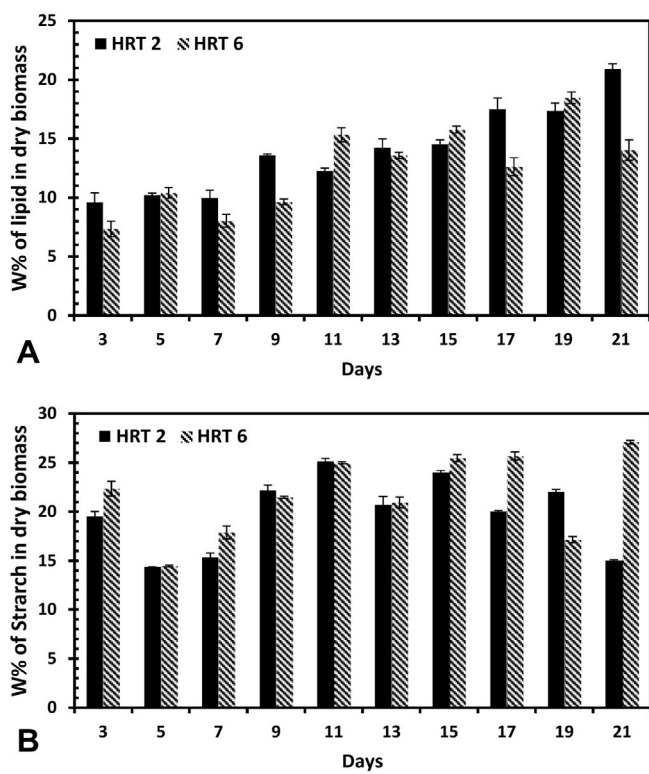 W% of lipid in dry biomass
HRT 2 HRT 6
25
20
15
10
5
0
3 5 7 9 11 13 15 17 19 21
Days
A
W% of Strarch in dry biomass
HRT 2 HRT 6
30
25
20
15
10
5
0
3 5 7 9 11 13 15 17 19 21
Days
B